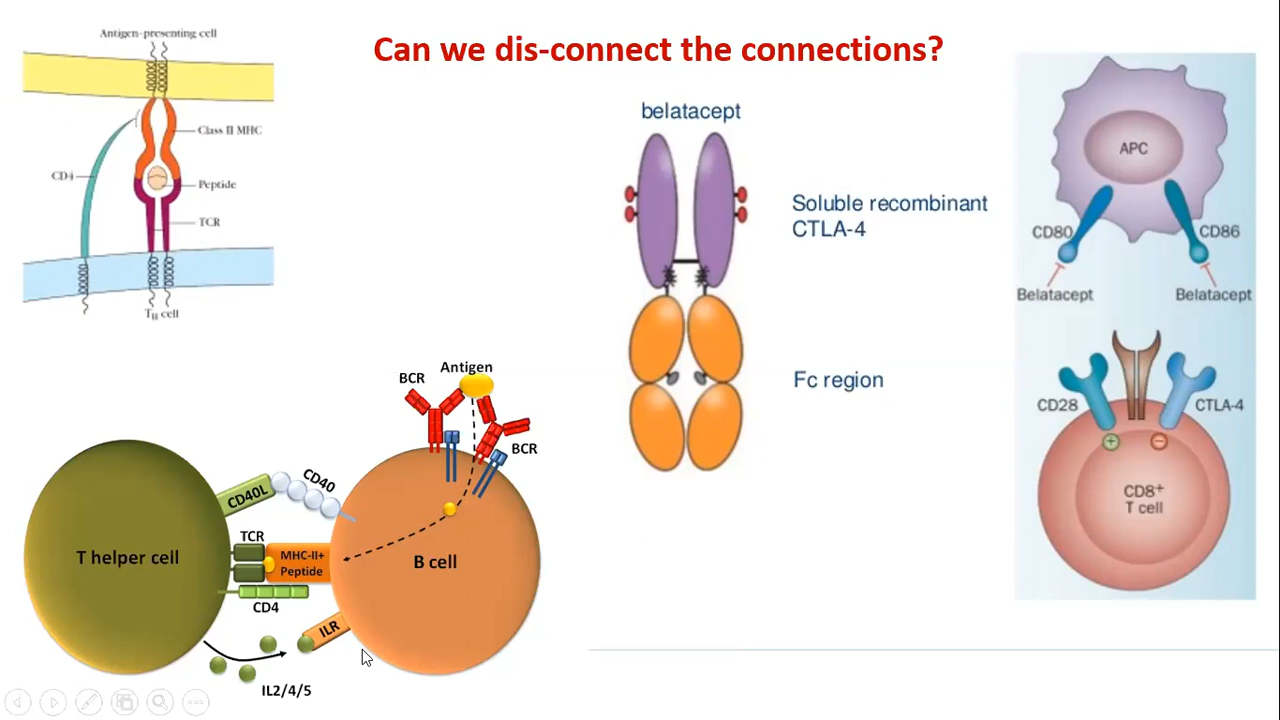 Can we dis-connect the connections?
Antigen-presenting cell
Class II MHC
CD4
Peptide
TCR
TH cell
belatacept
Soluble recombinant
CTLA-4
Fc region
APC
CD80
CD86
Belatacept
Belatacept
CD28
CTLA-4
+
−
CD8+
T cell
Antigen
BCR
BCR
CD40L
CD40
TCR
MHC-II+
Peptide
T helper cell
B cell
CD4
ILR
IL2/4/5